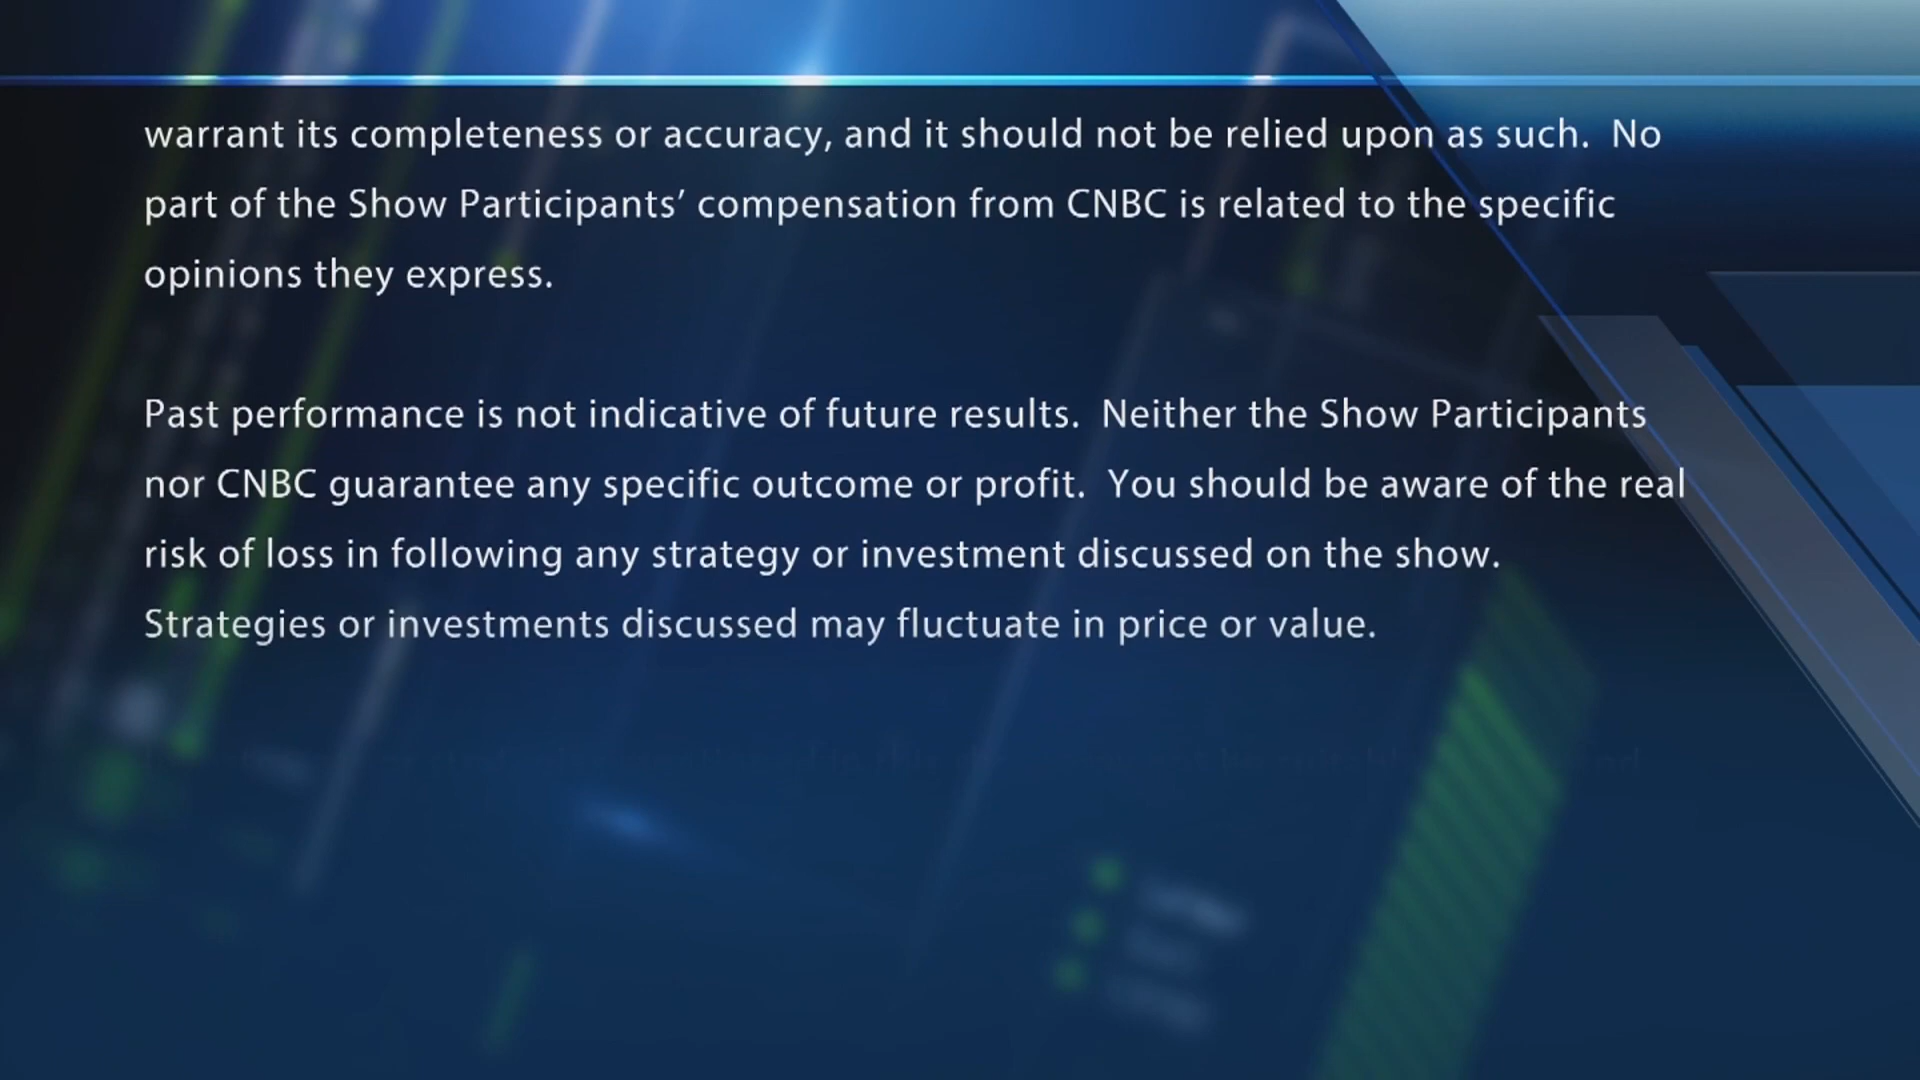 warrant its completeness or accuracy, and it should not be relied upon as such.  No
part of the Show Participants’ compensation from CNBC is related to the specific
opinions they express.
Past performance is not indicative of future results.  Neither the Show Participants
nor CNBC guarantee any specific outcome or profit.  You should be aware of the real
risk of loss in following any strategy or investment discussed on the show.
Strategies or investments discussed may fluctuate in price or value.